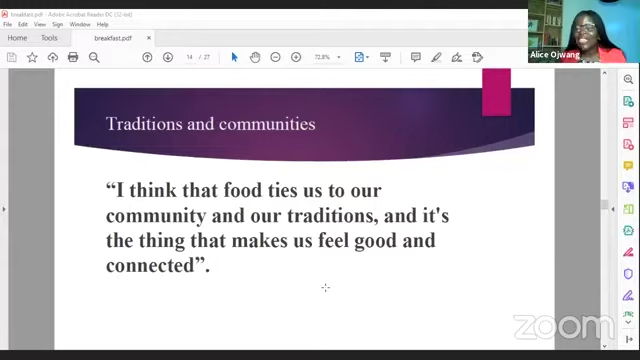 breakfast.pdf - Adobe Acrobat Reader DC (32-bit)
File Edit View Sign Window Help
Home Tools breakfast.pdf ×
14 / 27 72.8%
Alice Ojwang
Traditions and communities
“I think that food ties us to our
community and our traditions, and it's
the thing that makes us feel good and
connected”.
zoom